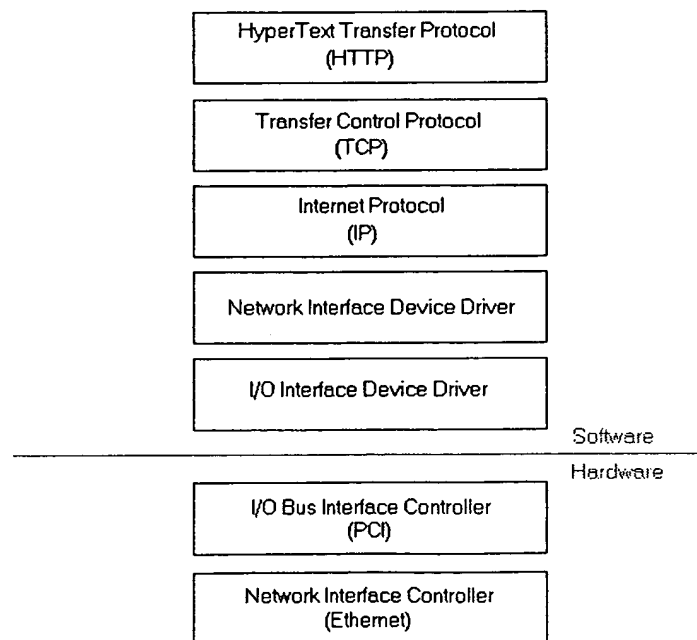 HyperText Transfer Protocol
(HTTP)
Transfer Control Protocol
(TCP)
Internet Protocol
(IP)
Network Interface Device Driver
I/O Interface Device Driver
Software
Hardware
I/O Bus Interface Controller
(PCI)
Network Interface Controller
(Ethernet)